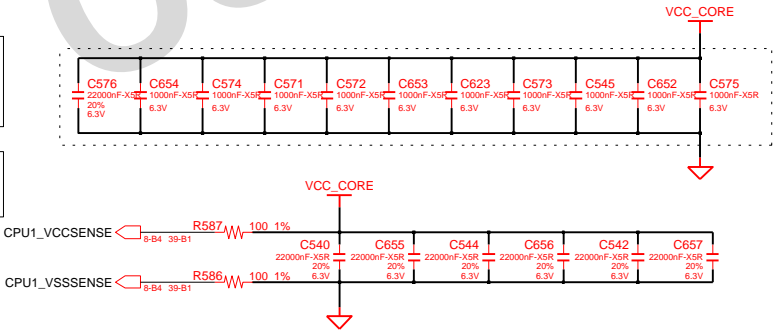 VCC_CORE
C576 C654 C574 C571 C572 C653 C623 C573 C545 C652 C575
22000nF-X5R 1000nF-X5R 1000nF-X5R 1000nF-X5R 1000nF-X5R 1000nF-X5R 1000nF-X5R 1000nF-X5R 1000nF-X5R 1000nF-X5R 1000nF-X5R
20%
6.3V 6.3V 6.3V 6.3V 6.3V 6.3V 6.3V 6.3V 6.3V 6.3V 6.3V
VCC_CORE
CPU1_VCCSENSE 8-B4 39-B1 R587 100 1%
C540 C655 C544 C656 C542 C657
22000nF-X5R 22000nF-X5R 22000nF-X5R 22000nF-X5R 22000nF-X5R 22000nF-X5R
20% 20% 20% 20% 20% 20%
6.3V 6.3V 6.3V 6.3V 6.3V 6.3V
CPU1_VSSSENSE 8-B4 39-B1 R586 100 1%